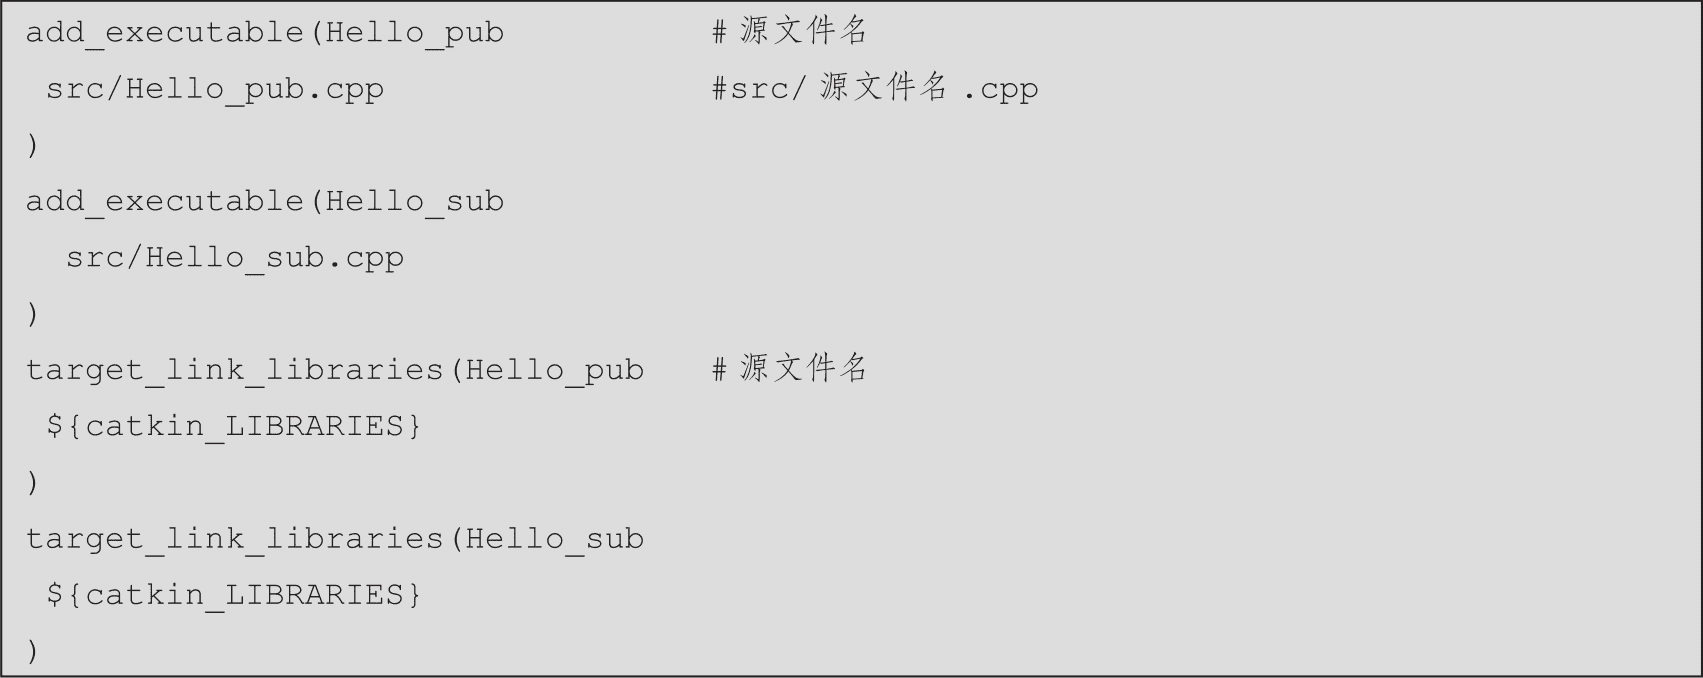 add_executable(Hello_pub # 源文件名
src/Hello_pub.cpp #src/ 源文件名 .cpp
)
add_executable(Hello_sub
src/Hello_sub.cpp
)
target_link_libraries(Hello_pub # 源文件名
${catkin_LIBRARIES}
)
target_link_libraries(Hello_sub
${catkin_LIBRARIES}
)